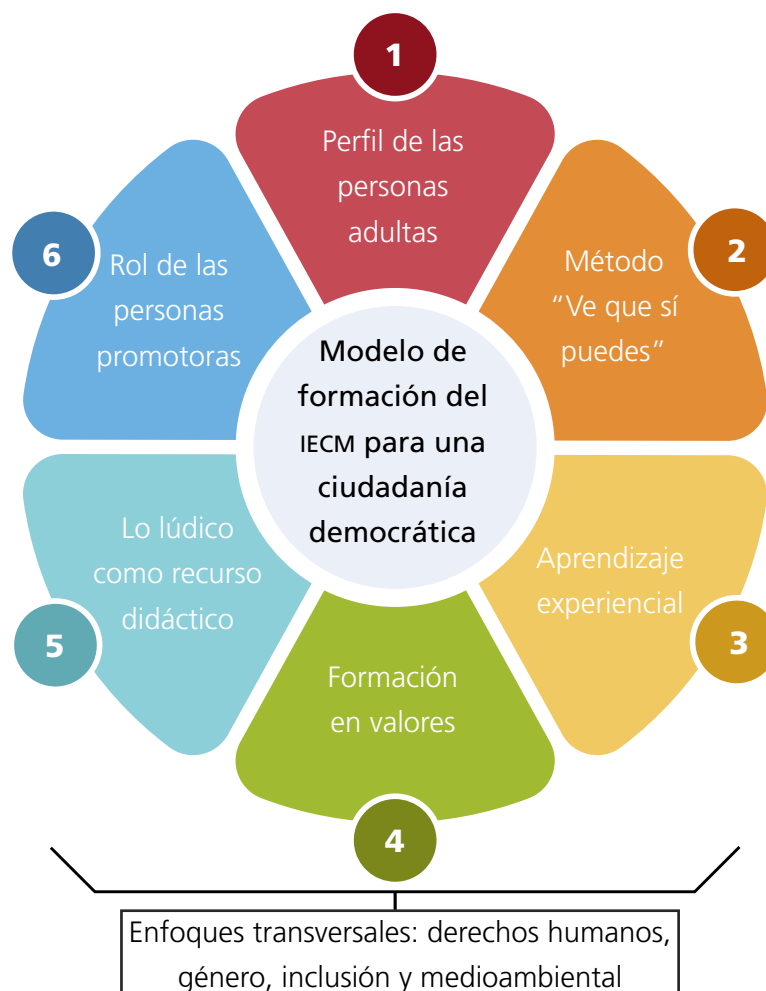 1
Perfil de las
personas
adultas
2
Método
“Ve que sí
puedes”
3
Aprendizaje
experiencial
4
Formación
en valores
5
Lo lúdico
como recurso
didáctico
6
Rol de las
personas
promotoras
Modelo de
formación del
IECM para una
ciudadanía
democrática
Enfoques transversales: derechos humanos,
género, inclusión y medioambiental